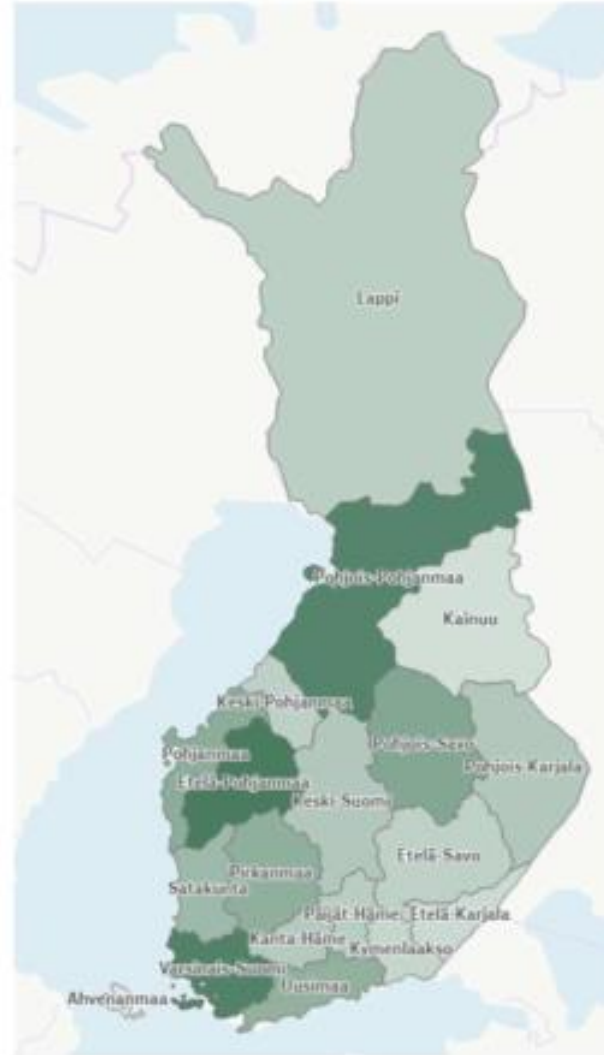 Lappi
Pohjois-Pohjanmaa
Kainuu
Keski-Pohjanmaa
Pohjanmaa
Pohjois-Savo
Pohjois-Karjala
Etelä-Pohjanmaa
Keski-Suomi
Etelä-Savo
Pirkanmaa
Satakunta
Päijät-Häme
Etelä-Karjala
Kanta-Häme
Kymenlaakso
Varsinais-Suomi
Uusimaa
Ahvenanmaa